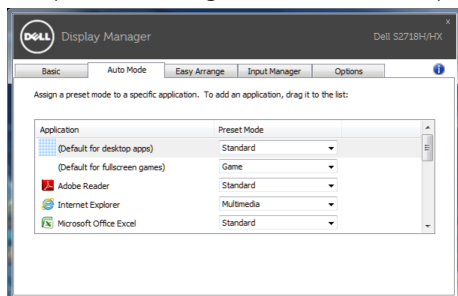 DELL Display Manager Dell S2718H/HX
Basic Auto Mode Easy Arrange Input Manager Options
Assign a preset mode to a specific application. To add an application, drag it to the list:
Application Preset Mode
(Default for desktop apps) Standard
(Default for fullscreen games) Game
Adobe Reader Standard
Internet Explorer Multimedia
Microsoft Office Excel Standard